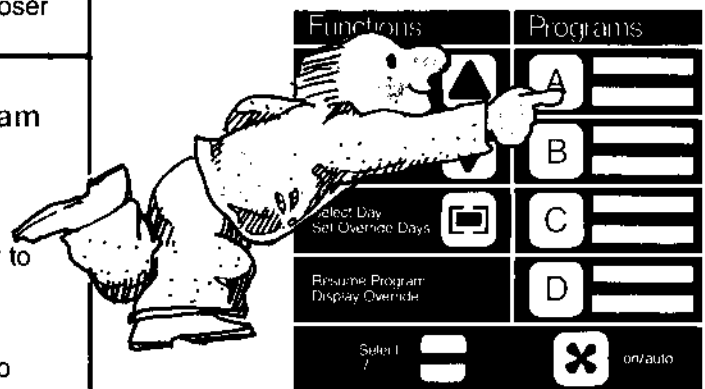 oser
am
to
o
Functions
Programs
A
B
Select Day
Set Override Days
C
Resume Program
Display Override
D
Select
/
on/auto